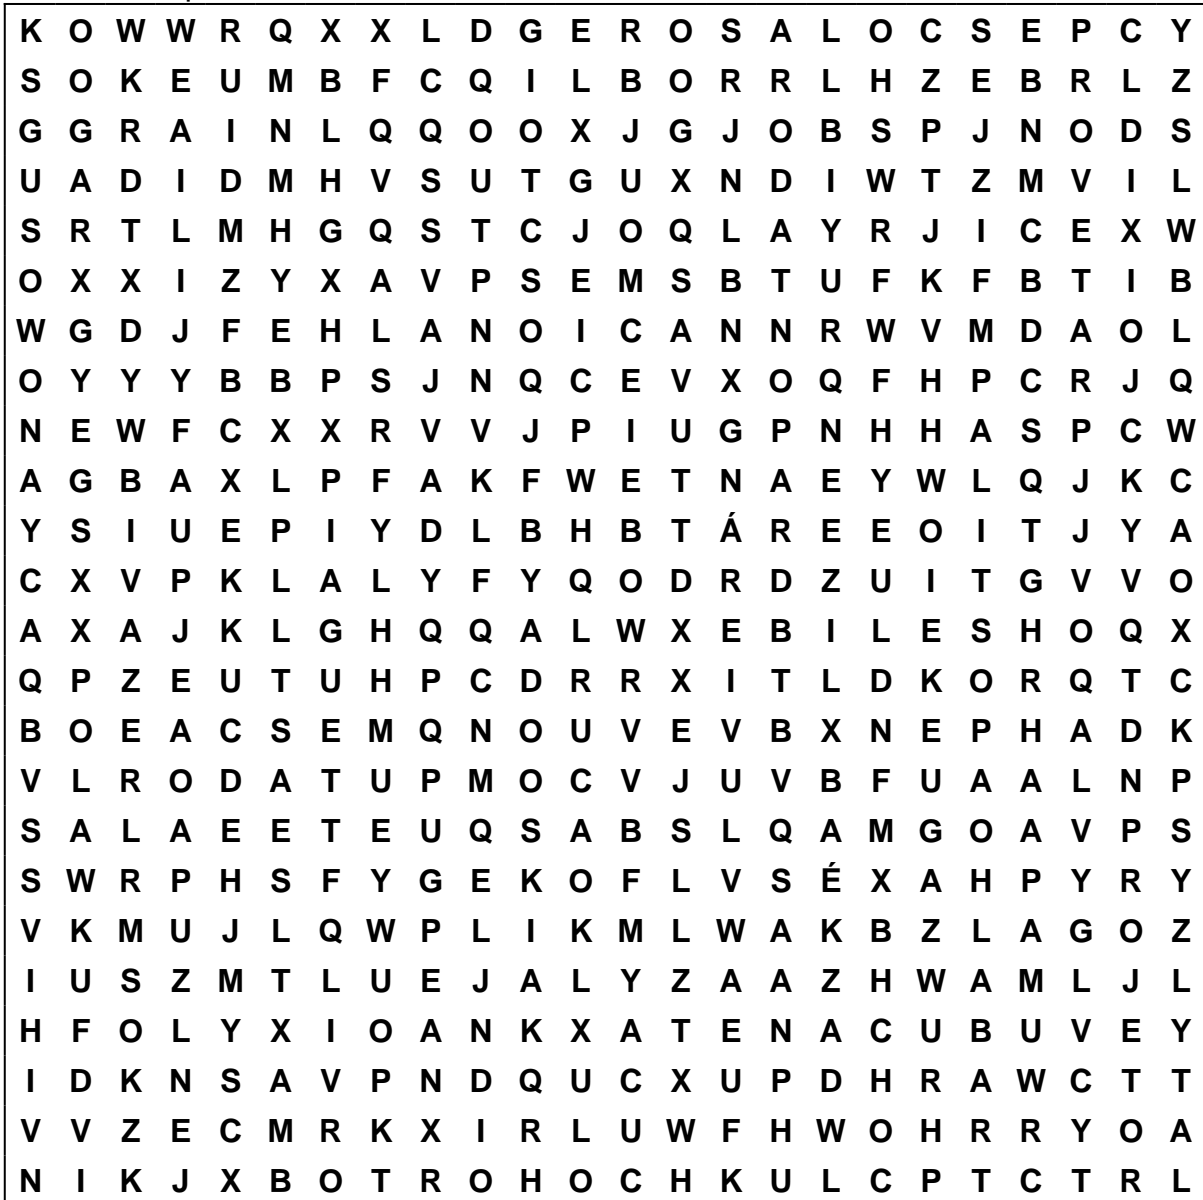 K O W W R Q X X L D G E R O S A L O C S E P C Y
S O K E U M B F C Q I L B O R R L H Z E B R L Z
G G R A I N L Q Q O O X J G J O B S P J N O D S
U A D I D M H V S U T G U X N D I W T Z M V I L
S R T L M H G Q S T C J O Q L A Y R J I C E X W
O X X I Z Y X A V P S E M S B T U F K F B T I B
W G D J F E H L A N O I C A N N R W V M D A O L
O Y Y Y B B P S J N Q C E V X O Q F H P C R J Q
N E W F C X X R V V J P I U G P N H H A S P C W
A G B A X L P F A K F W E T N A E Y W L Q J K C
Y S I U E P I Y D L B H B T Á R E E O I T J Y A
C X V P K L A L Y F Y Q O D R D Z U I T G V V O
A X A J K L G H Q Q A L W X E B I L E S H O Q X
Q P Z E U T U H P C D R R X I T L D K O R Q T C
B O E A C S E M Q N O U V E V B X N E P H A D K
V L R O D A T U P M O C V J U V B F U A A L N P
S A L A E E T E U Q S A B S L Q A M G O A V P S
S W R P H S F Y G E K O F L V S É X A H P Y R Y
V K M U J L Q W P L I K M L W A K B Z L A G O Z
I U S Z M T L U E J A L Y Z A A Z H W A M L J L
H F O L Y X I O A N K X A T E N A C U B U V E Y
I D K N S A V P N D Q U C X U P D H R A W C T T
V V Z E C M R K X I R L U W F H W O H R R Y O A
N I K J X B O T R O H O C H K U L C P T C T R L